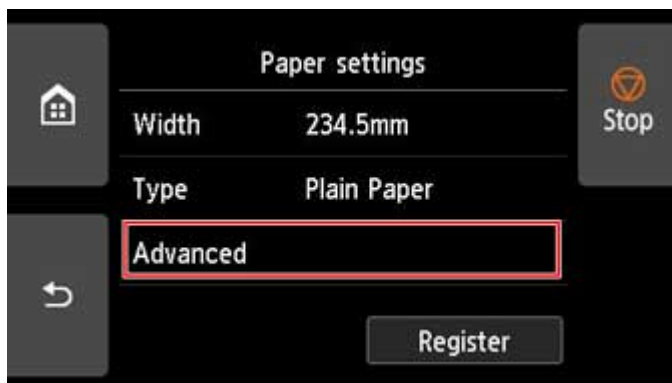 Paper settings
Stop
Width 234.5mm
Type Plain Paper
Advanced
Register